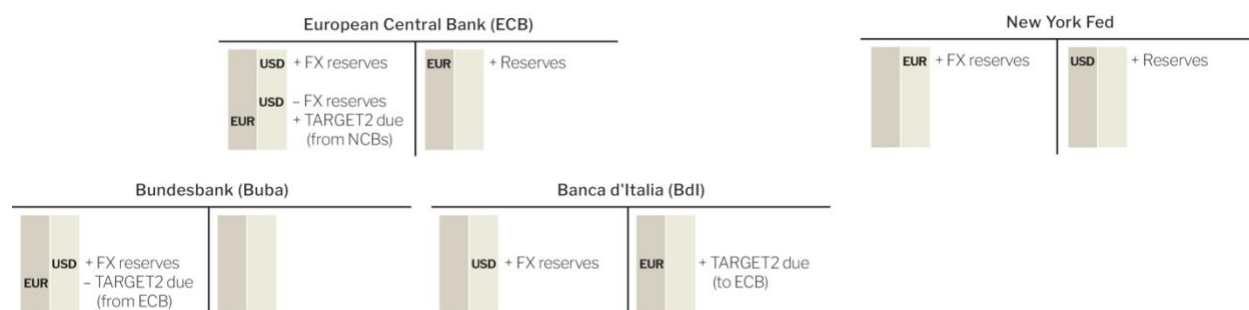 European Central Bank (ECB)
USD + FX reserves
EUR + Reserves
USD – FX reserves
EUR + TARGET2 due
(from NCBs)
New York Fed
EUR + FX reserves
USD + Reserves
Bundesbank (Buba)
USD + FX reserves
EUR – TARGET2 due
(from ECB)
Banca d'Italia (BdI)
USD + FX reserves
EUR + TARGET2 due
(to ECB)